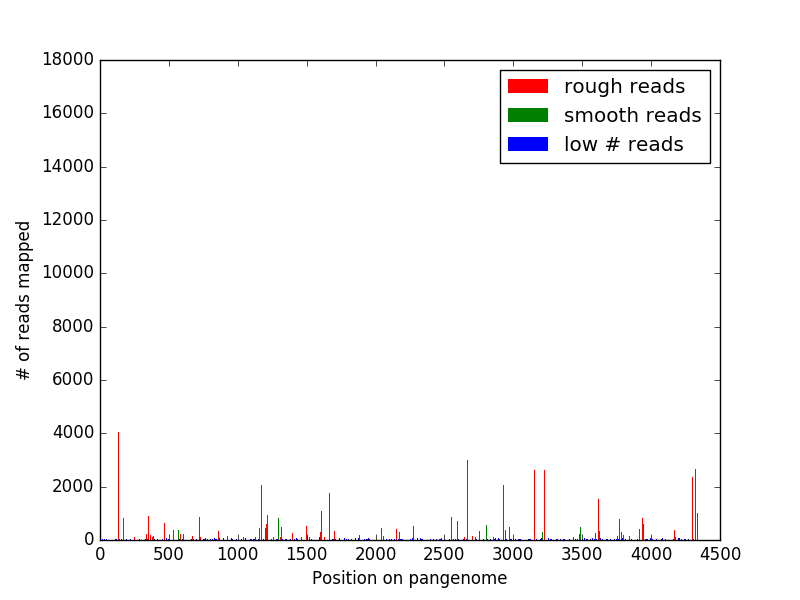 18000
16000
14000
12000
10000
8000
6000
4000
2000
0
# of reads mapped
rough reads
smooth reads
low # reads
0 500 1000 1500 2000 2500 3000 3500 4000 4500
Position on pangenome